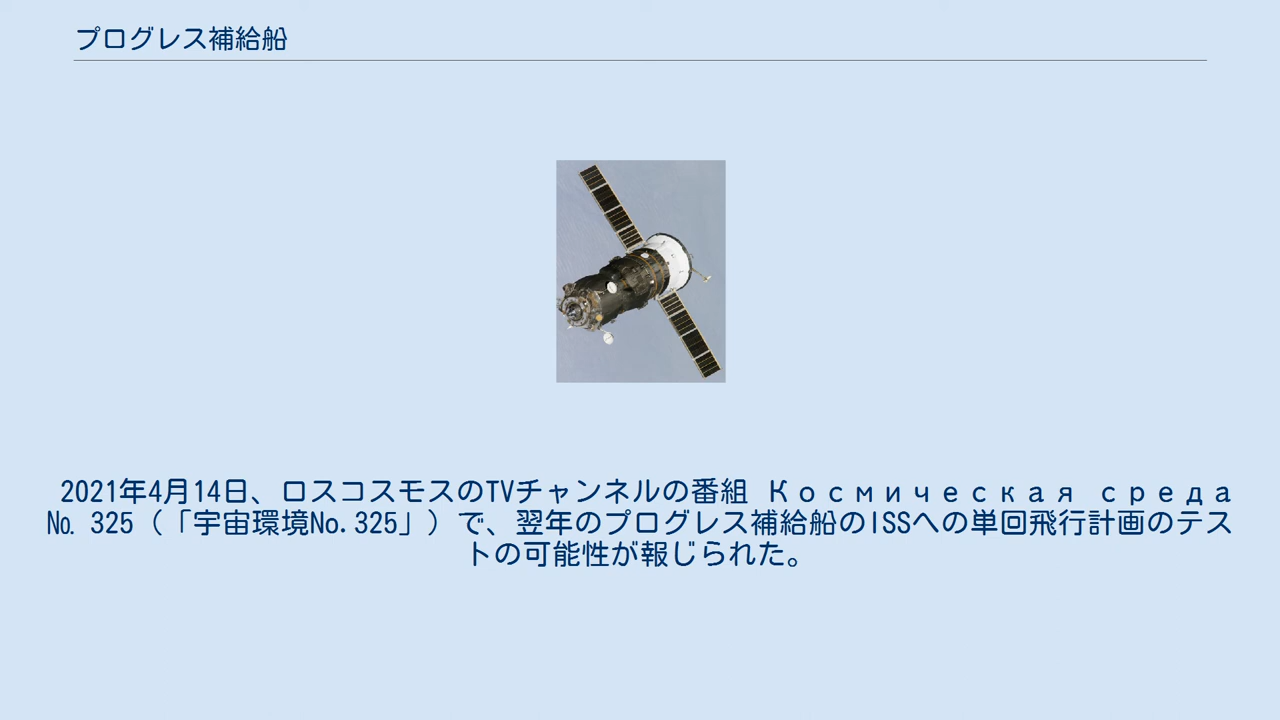 プログレス補給船
2021年4月14日、ロスコスモスのTVチャンネルの番組 Космическая среда
№ 325（「宇宙環境No.325」）で、翌年のプログレス補給船のISSへの単回飛行計画のテス
トの可能性が報じられた。